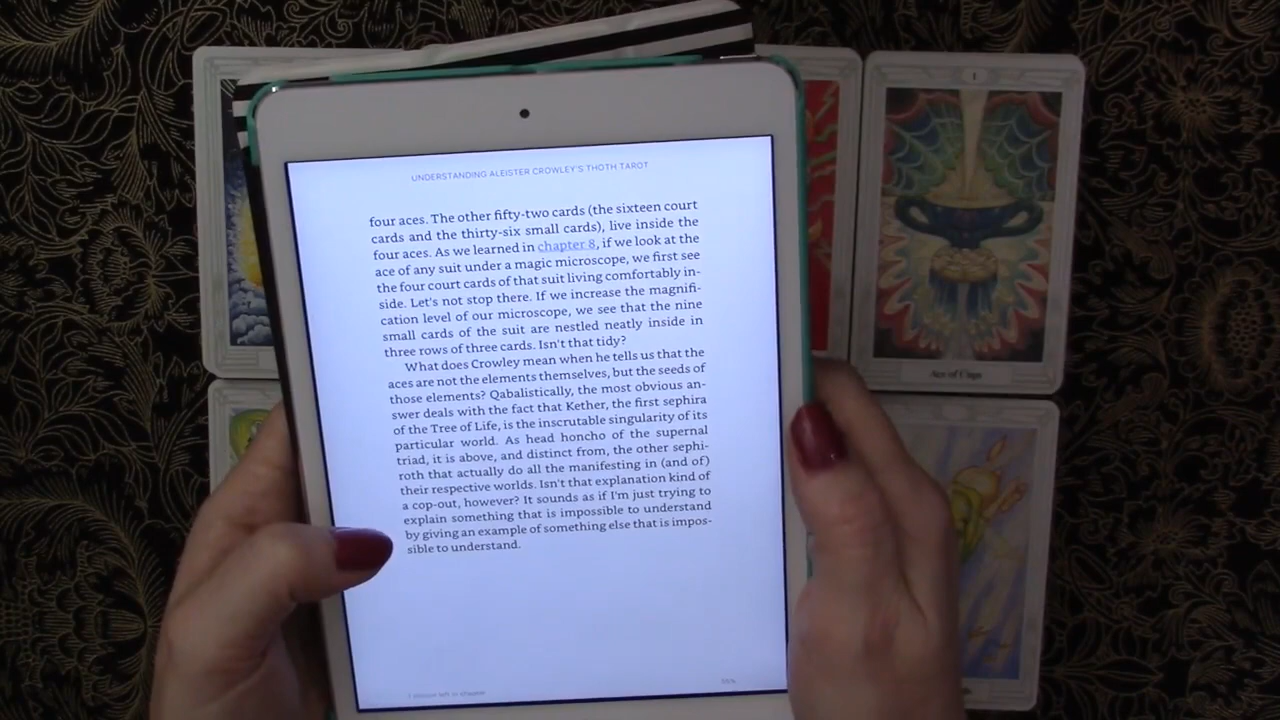 UNDERSTANDING ALEISTER CROWLEY'S THOTH TAROT
four aces. The other fifty-two cards (the sixteen court
cards and the thirty-six small cards), live inside the
four aces. As we learned in chapter 8, if we look at the
ace of any suit under a magic microscope, we first see
the four court cards of that suit living comfortably in-
side. Let's not stop there. If we increase the magnifi-
cation level of our microscope, we see that the nine
small cards of the suit are nestled neatly inside in
three rows of three cards. Isn't that tidy?
What does Crowley mean when he tells us that the
aces are not the elements themselves, but the seeds of
those elements? Qabalistically, the most obvious an-
swer deals with the fact that Kether, the first sephira
of the Tree of Life, is the inscrutable singularity of its
particular world. As head honcho of the supernal
triad, it is above, and distinct from, the other sephi-
roth that actually do all the manifesting in (and of)
their respective worlds. Isn't that explanation kind of
a cop-out, however? It sounds as if I'm just trying to
explain something that is impossible to understand
by giving an example of something else that is impos-
sible to understand.
I
Ace of Cups